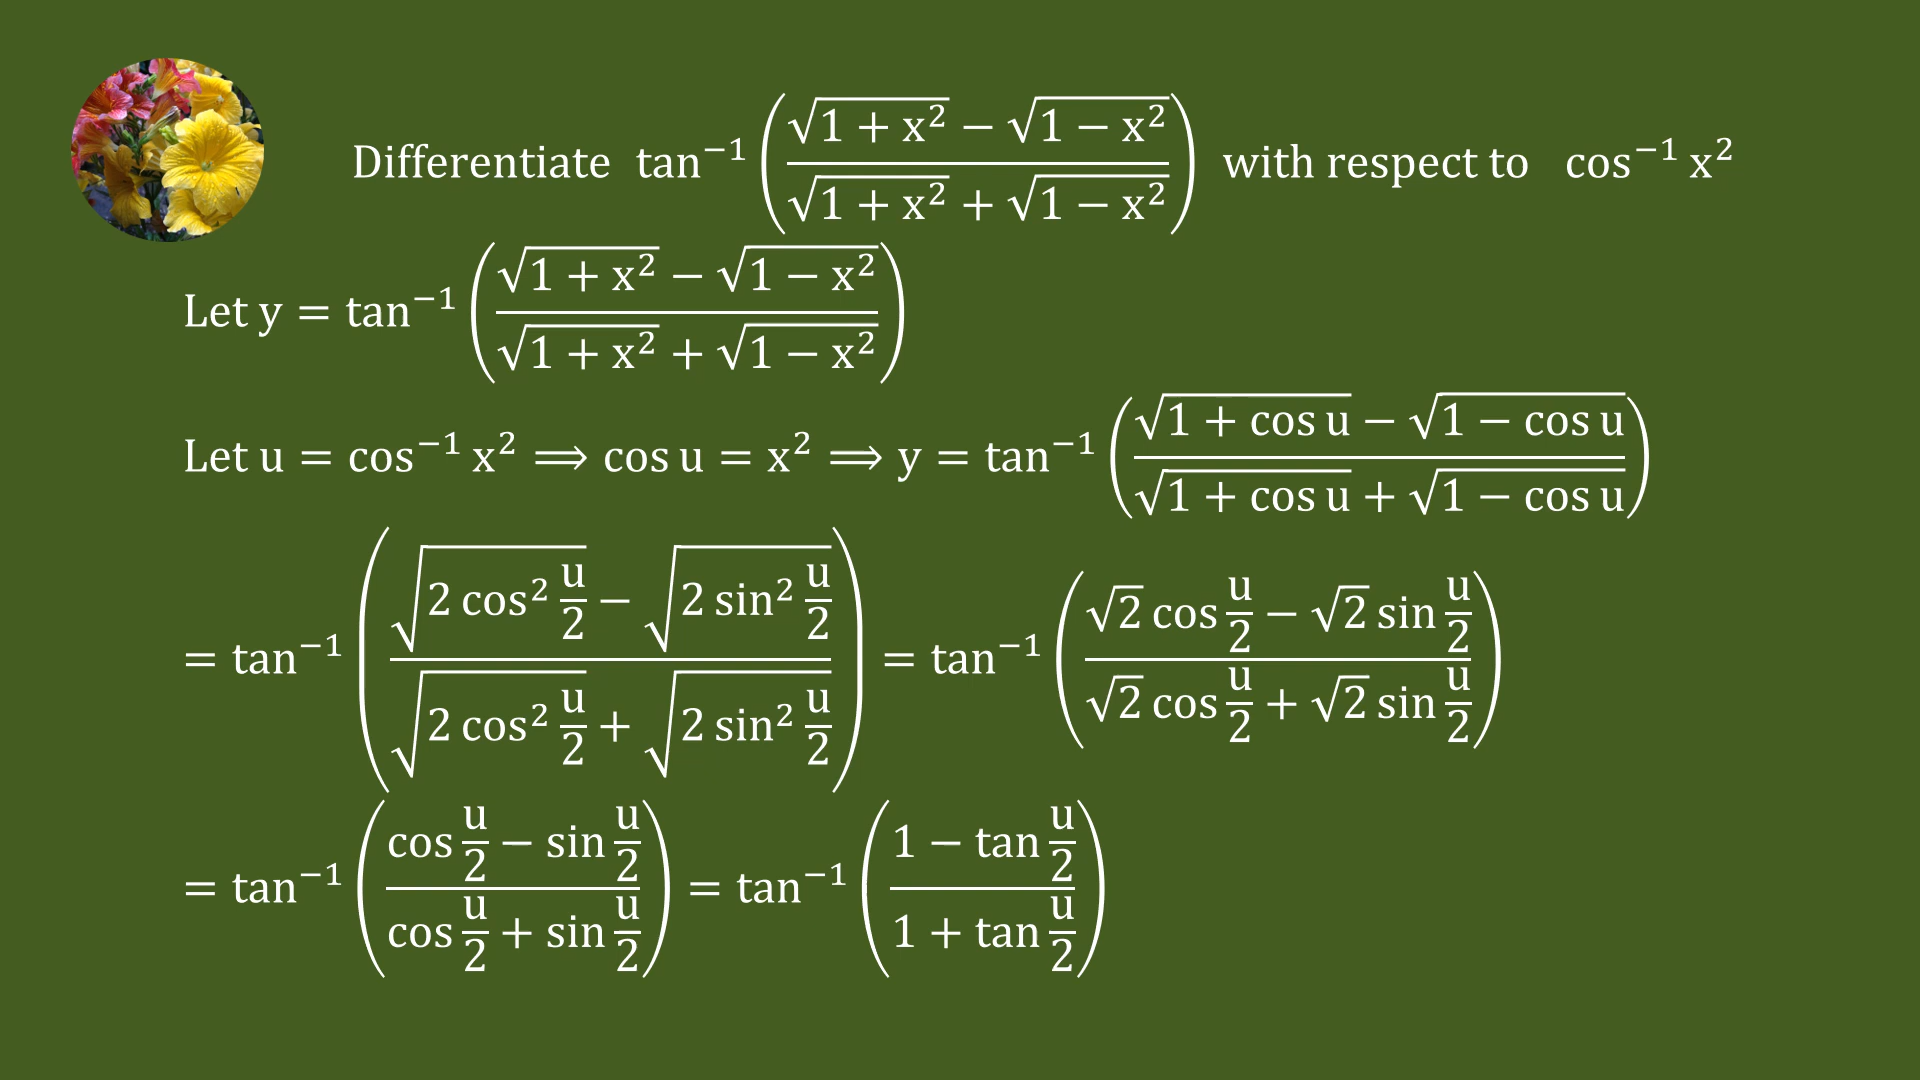 Differentiate tan⁻¹ ((√(1 + x²) − √(1 − x²))/(√(1 + x²) + √(1 − x²))) with respect to cos⁻¹ x²
Let y = tan⁻¹ ((√(1 + x²) − √(1 − x²))/(√(1 + x²) + √(1 − x²)))
Let u = cos⁻¹ x² ⟹ cos u = x² ⟹ y = tan⁻¹ ((√(1 + cos u) − √(1 − cos u))/(√(1 + cos u) + √(1 − cos u)))
= tan⁻¹ ((√(2 cos² u/2) − √(2 sin² u/2))/(√(2 cos² u/2) + √(2 sin² u/2))) = tan⁻¹ ((√2 cos u/2 − √2 sin u/2)/(√2 cos u/2 + √2 sin u/2))
= tan⁻¹ ((cos u/2 − sin u/2)/(cos u/2 + sin u/2)) = tan⁻¹ ((1 − tan u/2)/(1 + tan u/2))